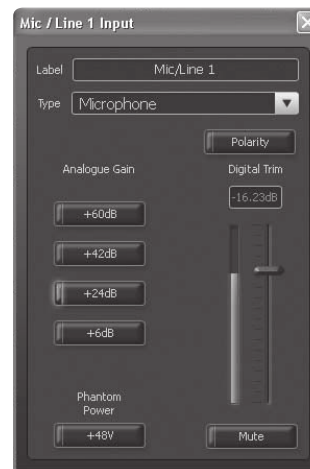 Mic / Line 1 Input
Label Mic/Line 1
Type Microphone
Polarity
Analogue Gain Digital Trim
-16.23dB
+60dB
+42dB
+24dB
+6dB
Phantom
Power
+48V Mute